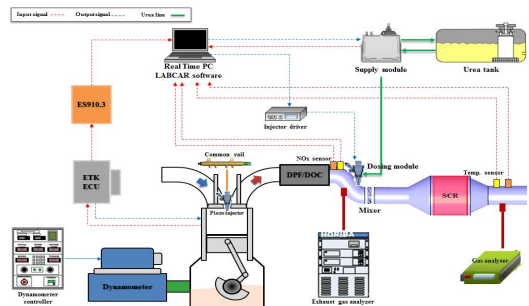 Input signal
Output signal
Urea line
Real Time PC
LABCAR software
Supply module
Urea tank
ES910.3
Injector driver
Common rail
NOx sensor
Dosing module
ETK
ECU
DPF/DOC
Temp. sensor
Piezo injector
SCR
Mixer
HORIBA
Gas analyzer
Dynamometer
Dynamometer
controller
Exhaust gas analyzer